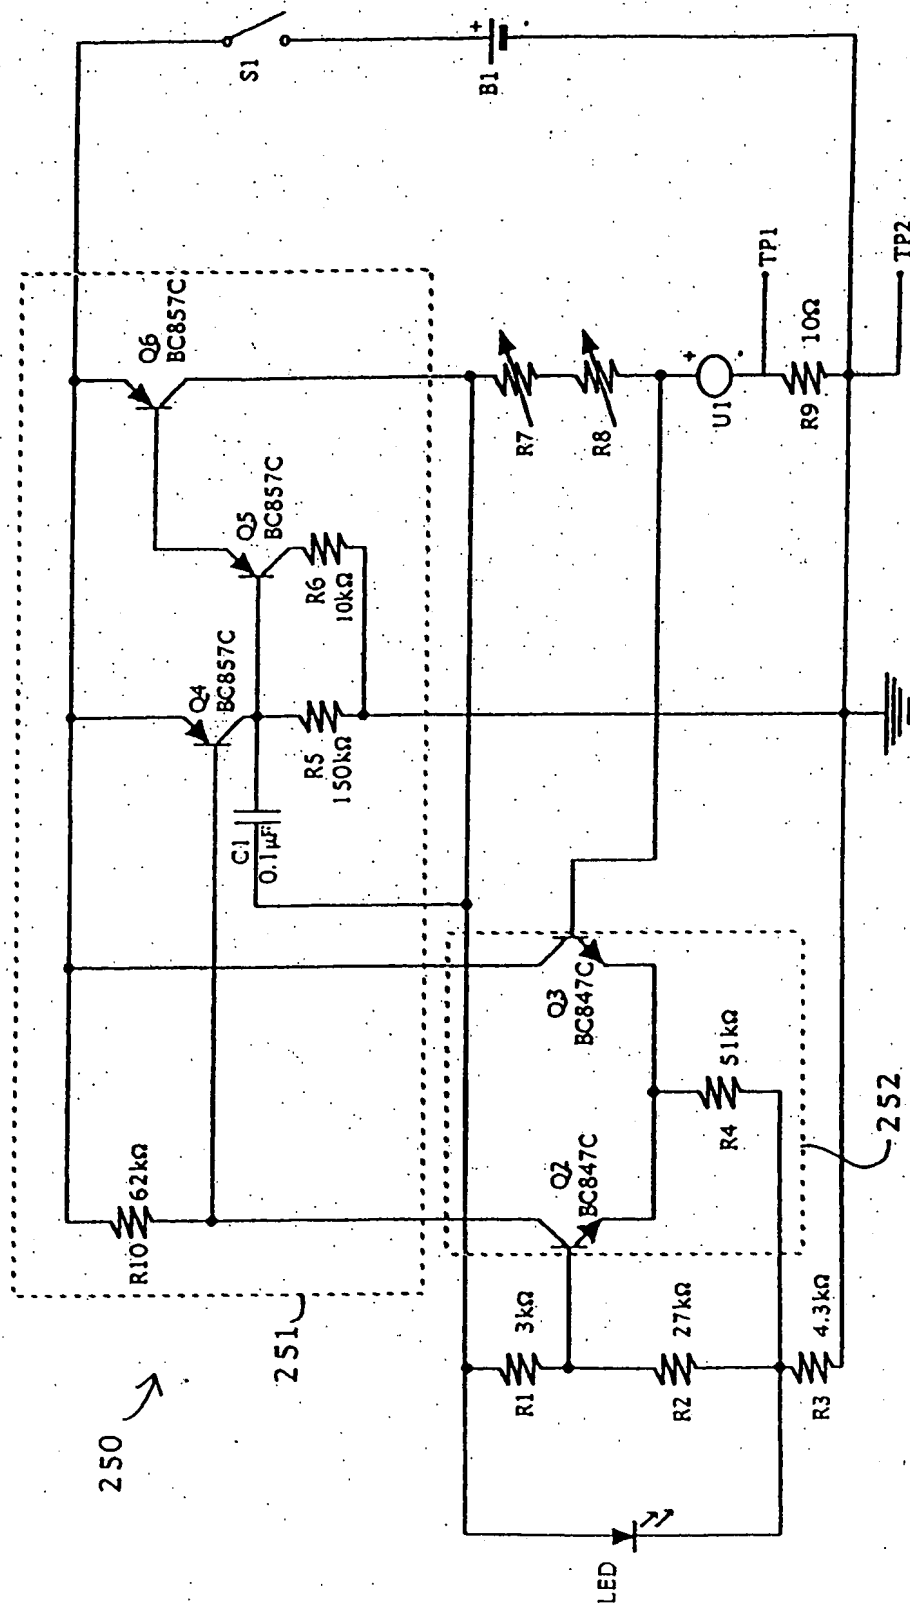 250
251
R10 62kΩ
Q4
BC857C
Q5
BC857C
Q6
BC857C
C1
0.1µF
R5
150kΩ
R6
10kΩ
S1
+
B1
LED
R1 3kΩ
R2 27kΩ
R3 4.3kΩ
Q2
BC847C
Q3
BC847C
R4 51kΩ
252
R7
R8
+
U1
TP1
R9 10Ω
TP2